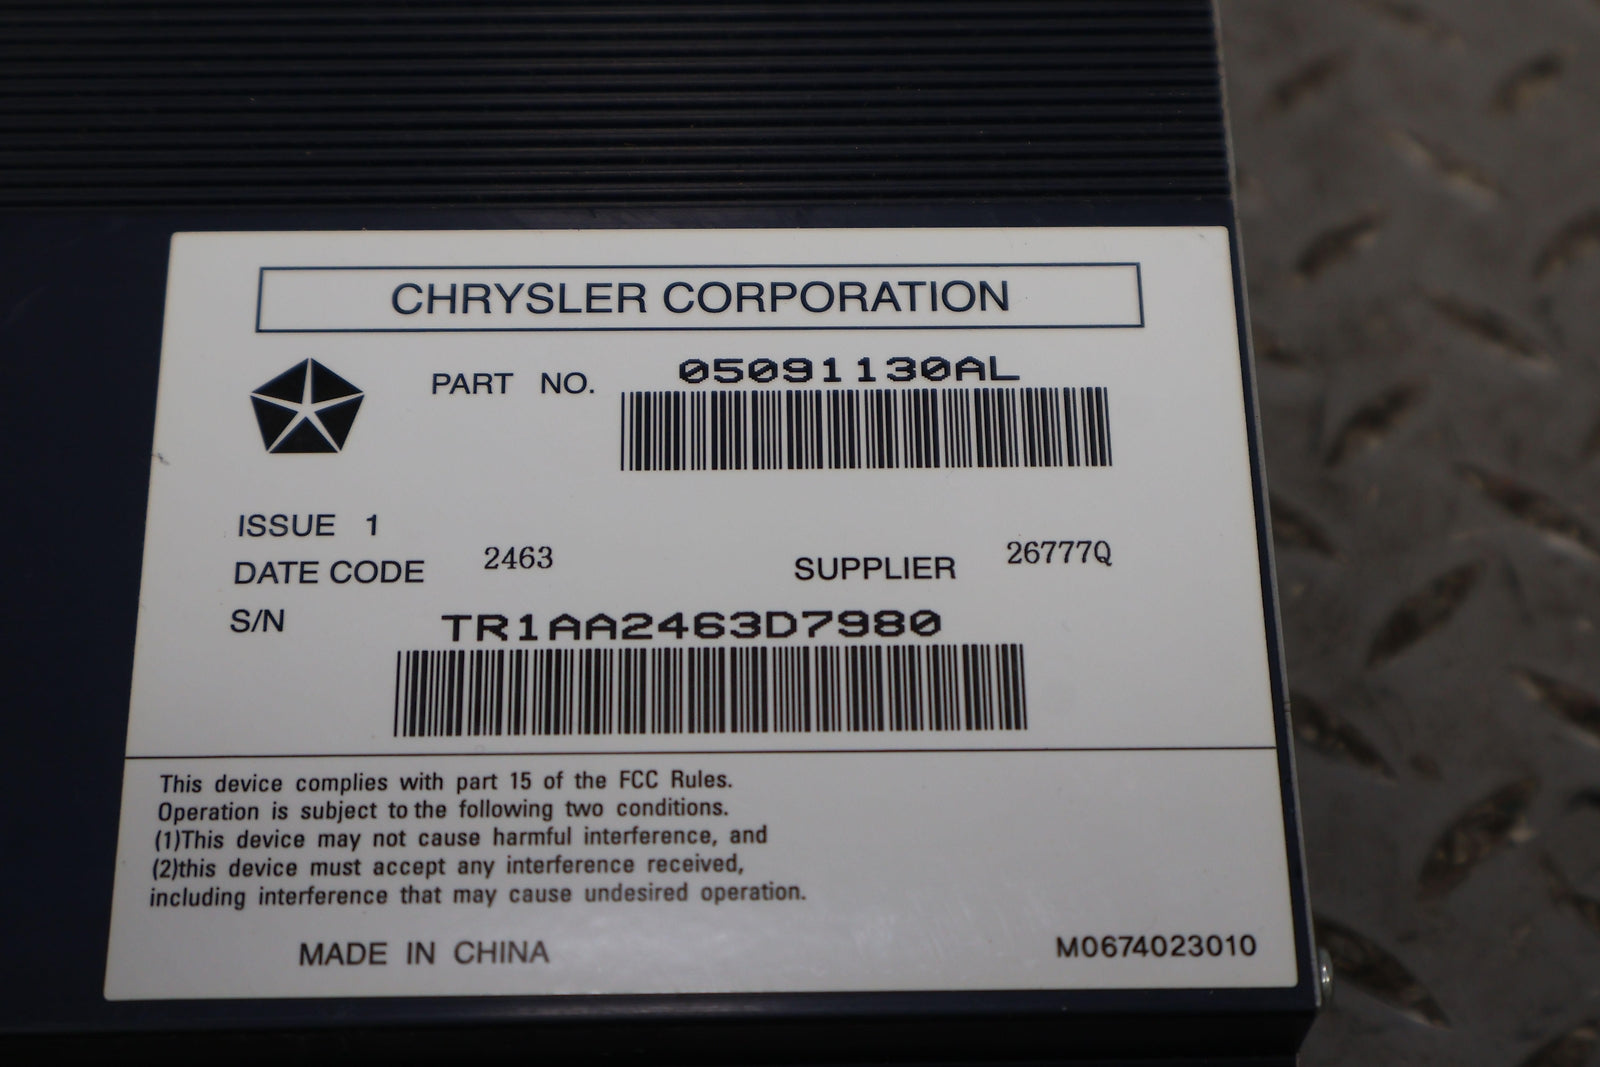 CHRYSLER CORPORATION
PART NO. 05091130AL
ISSUE 1
DATE CODE 2463 SUPPLIER 26777Q
S/N TR1AA2463D7980
This device complies with part 15 of the FCC Rules.
Operation is subject to the following two conditions.
(1)This device may not cause harmful interference, and
(2)this device must accept any interference received,
including interference that may cause undesired operation.
MADE IN CHINA M0674023010